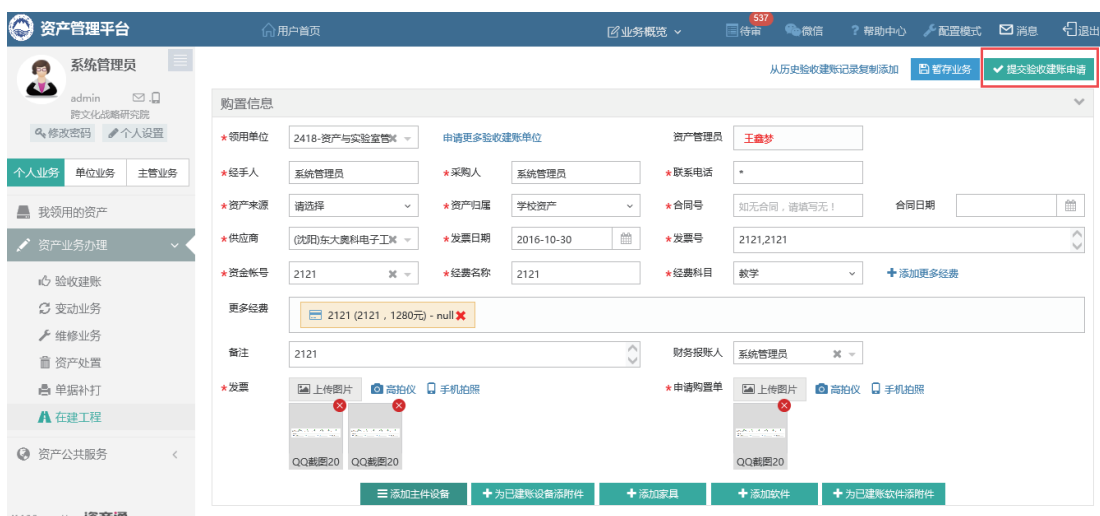 资产管理平台
用户首页
业务概览
待审
537
微信
? 帮助中心
配置模式
消息
退出
系统管理员
admin
跨文化战略研究院
修改密码
个人设置
个人业务
单位业务
主管业务
我领用的资产
资产业务办理
验收建账
变动业务
维修业务
资产处置
单据补打
在建工程
资产公共服务
从历史验收建账记录复制添加
暂存业务
提交验收建账申请
购置信息
*领用单位 2418-资产与实验室管 申请更多验收建账单位 资产管理员 王鑫梦
*经手人 系统管理员 *采购人 系统管理员 *联系电话 *
*资产来源 请选择 *资产归属 学校资产 *合同号 如无合同，请填写无！ 合同日期
*供应商 (沈阳)东大奥科电子工 *发票日期 2016-10-30 *发票号 2121,2121
*资金帐号 2121 *经费名称 2121 *经费科目 教学 +添加更多经费
更多经费 2121 (2121，1280元) - null
备注 2121 财务报账人 系统管理员
*发票 上传图片 高拍仪 手机拍照 *申请购置单 上传图片 高拍仪 手机拍照
QQ截图20 QQ截图20 QQ截图20
添加主件设备 +为已建账设备添附件 +添加家具 +添加软件 +为已建账软件添附件